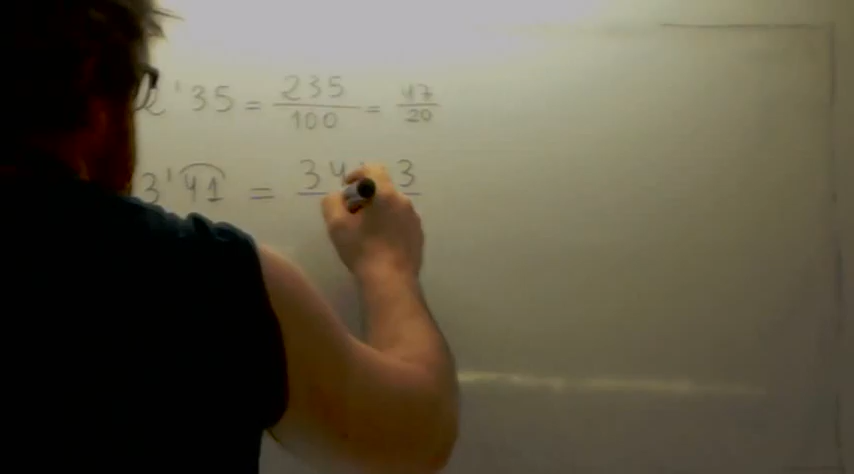 2'35 = 235/100 = 47/20
3'41 = 34 3